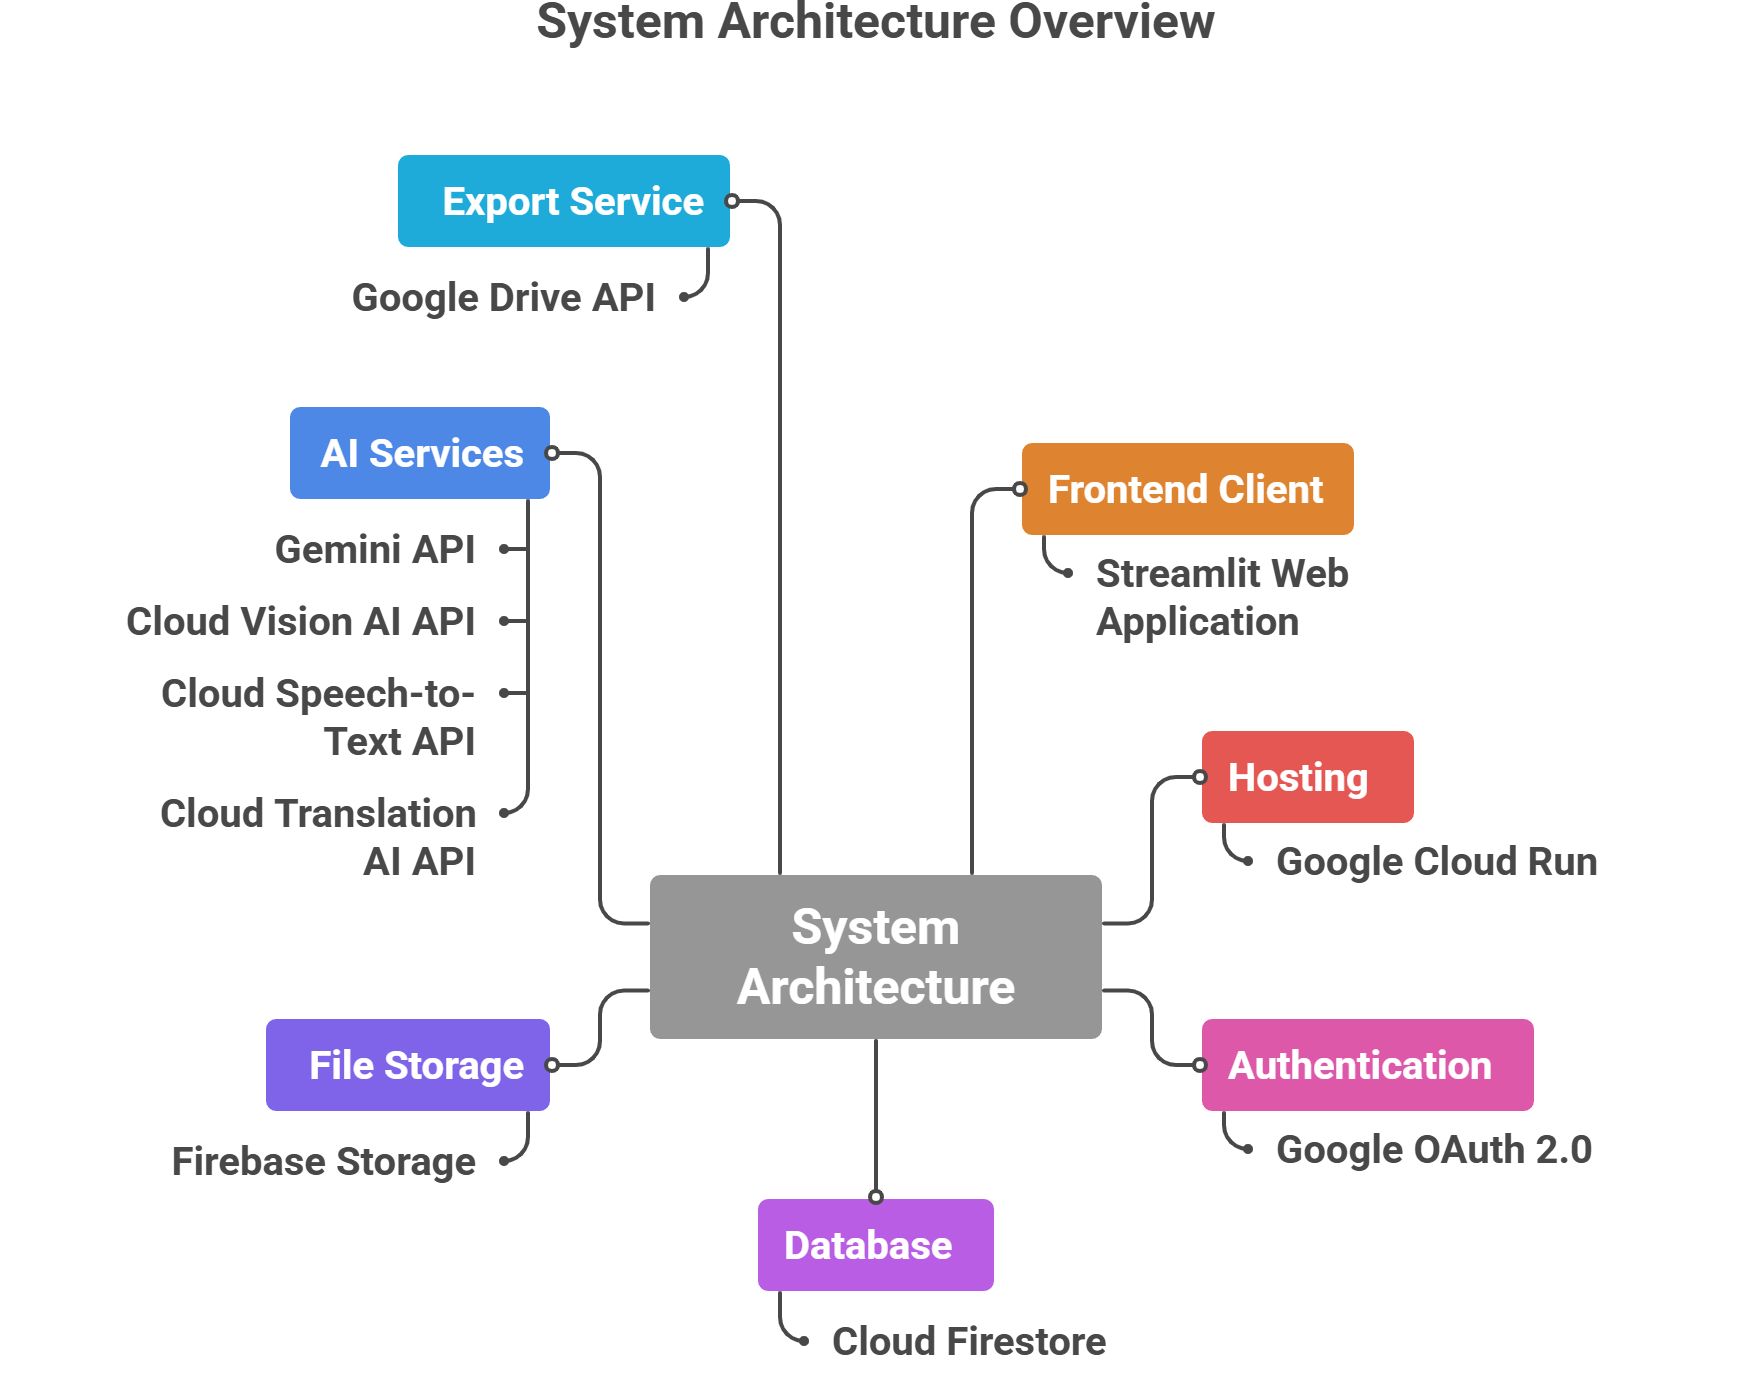 System Architecture Overview
Export Service
Google Drive API
AI Services
Gemini API
Cloud Vision AI API
Cloud Speech-to-
Text API
Cloud Translation
AI API
Frontend Client
Streamlit Web
Application
Hosting
Google Cloud Run
System
Architecture
File Storage
Firebase Storage
Authentication
Google OAuth 2.0
Database
Cloud Firestore